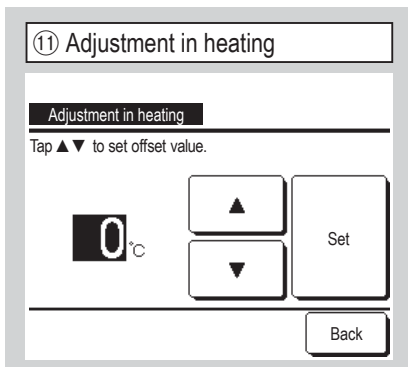 ⑪ Adjustment in heating
Adjustment in heating
Tap ▲▼ to set offset value.
▲
0°C
Set
▼
Back